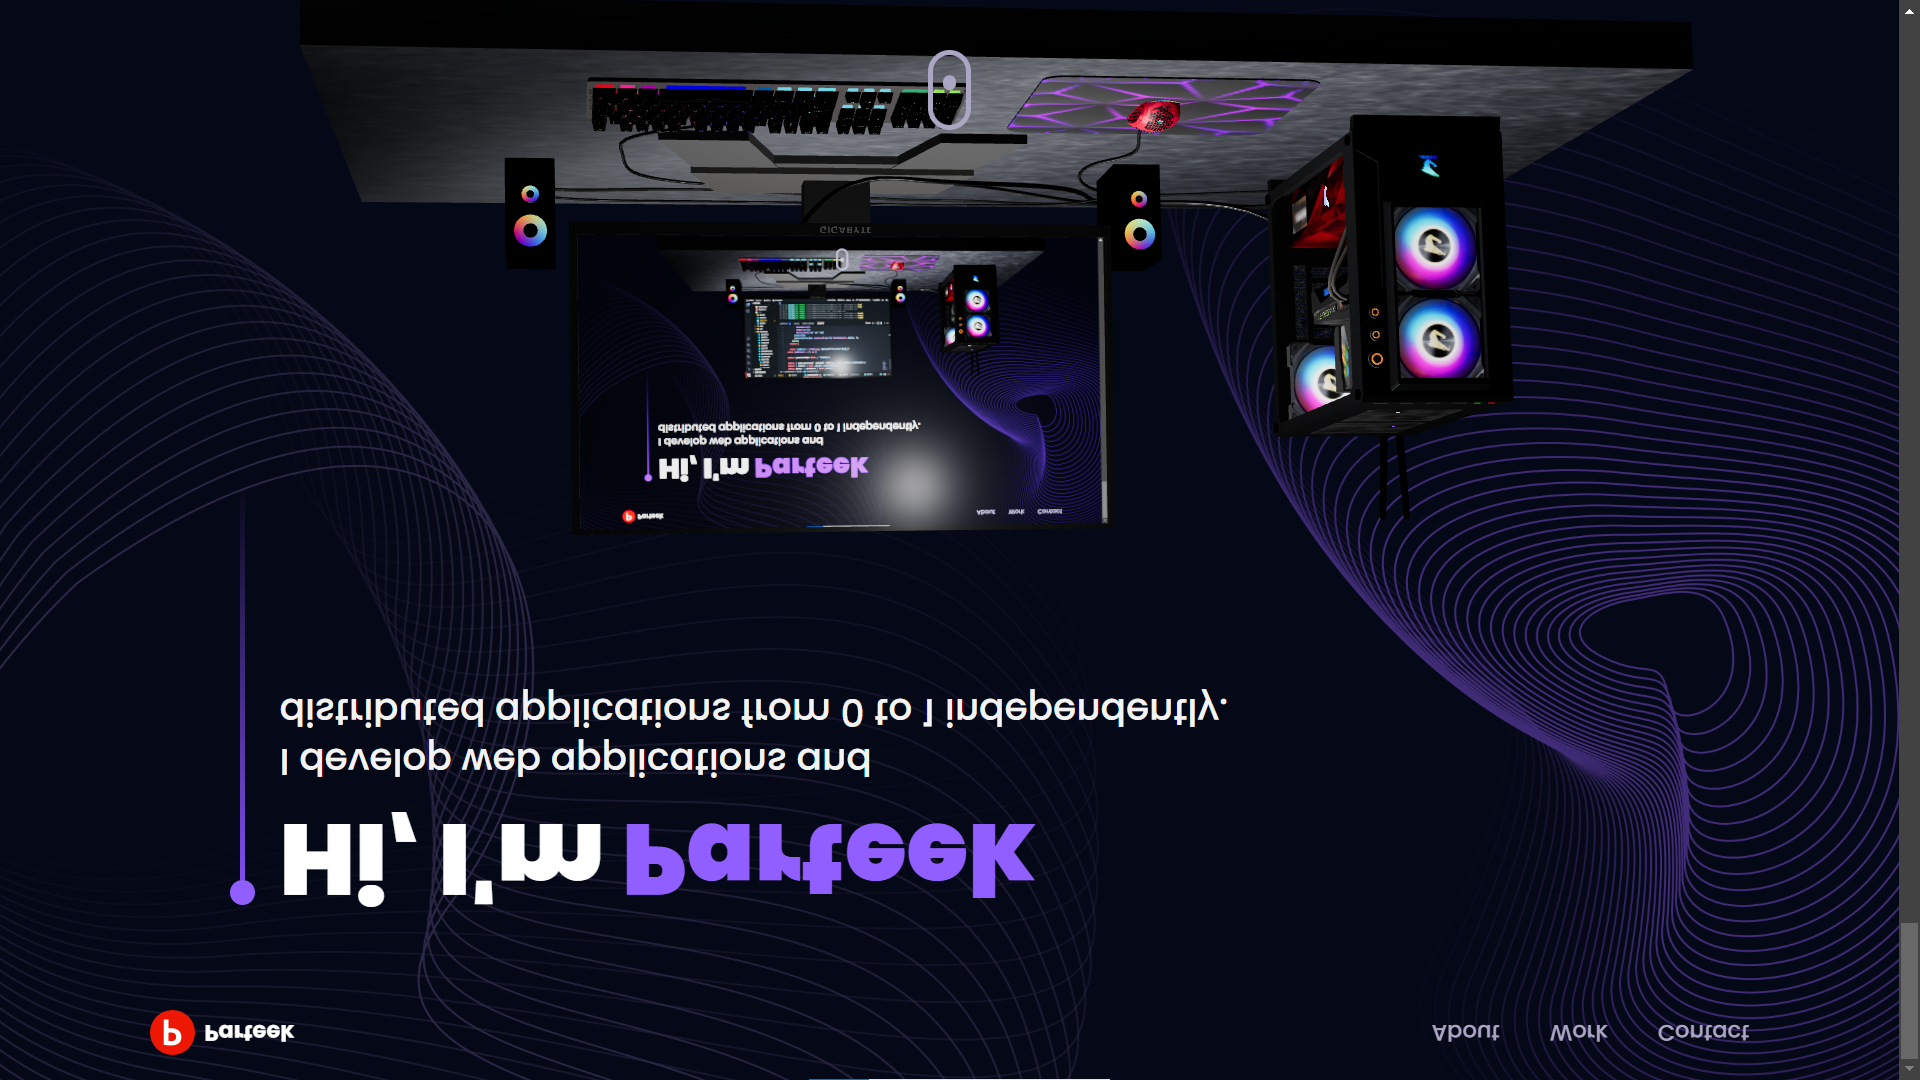 Parteek
About Work Contact
Hi, I'm Parteek
I develop web applications and
distributed applications from 0 to 1 independently.
Parteek
About Work Contact
Hi, I'm Parteek
I develop web applications and
distributed applications from 0 to 1 independently.
GIGABYTE